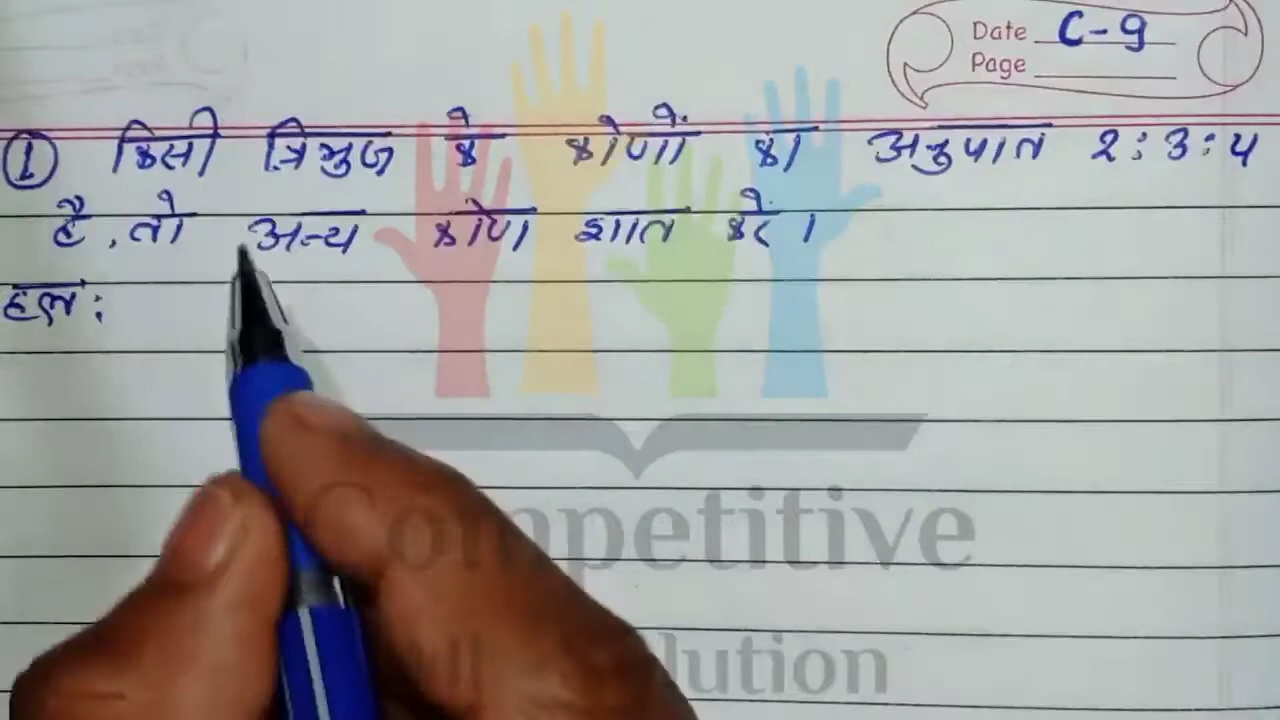 Date C-9
Page
① किसी त्रिभुज के कोणों का अनुपात 2:3:4
है, तो अन्य कोण ज्ञात करें।
हल:
Competitive
lution